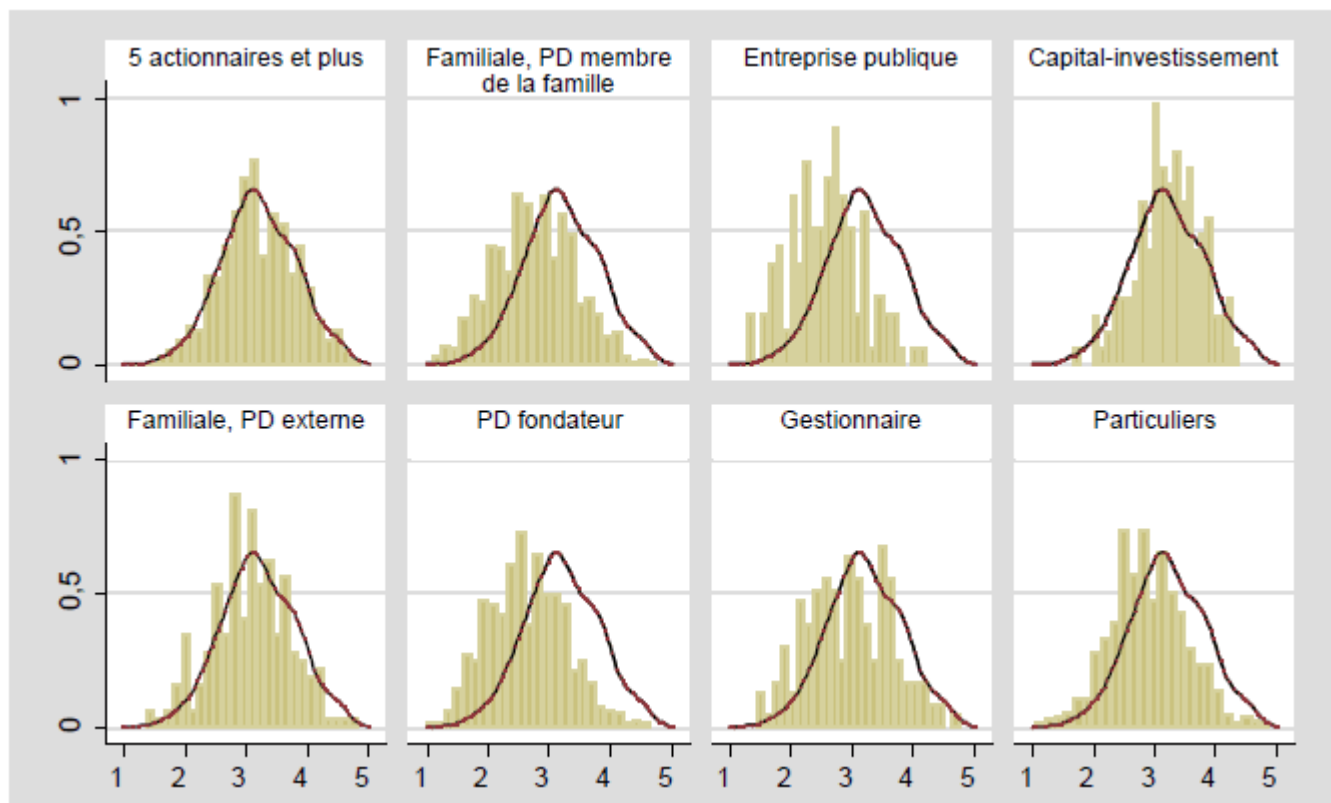 5 actionnaires et plus
Familiale, PD membre
de la famille
Entreprise publique
Capital-investissement
1
0,5
0
Familiale, PD externe
PD fondateur
Gestionnaire
Particuliers
1
0,5
0
1 2 3 4 5
1 2 3 4 5
1 2 3 4 5
1 2 3 4 5